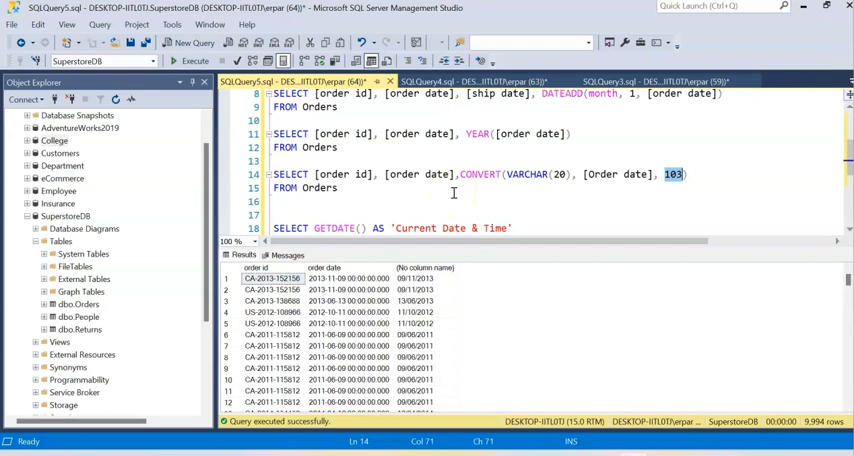 SQLQuery5.sql - DESKTOP-IITL0TJ.SuperstoreDB (DESKTOP-IITL0TJ\erpar (64))* - Microsoft SQL Server Management Studio
Quick Launch (Ctrl+Q)
File Edit View Query Project Tools Window Help
New Query
SuperstoreDB Execute
Object Explorer
SQLQuery5.sql - DES...IITL0TJ\erpar (64))* SQLQuery4.sql - DES...IITL0TJ\erpar (63))* SQLQuery3.sql - DES...IITL0TJ\erpar (59))*
Connect
Database Snapshots
AdventureWorks2019
College
Customers
Department
eCommerce
Employee
Insurance
SuperstoreDB
Database Diagrams
Tables
System Tables
FileTables
External Tables
Graph Tables
dbo.Orders
dbo.People
dbo.Returns
Views
External Resources
Synonyms
Programmability
Service Broker
Storage
8 SELECT [order id], [order date], [ship date], DATEADD(month, 1, [order date])
9 FROM Orders
10
11 SELECT [order id], [order date], YEAR([order date])
12 FROM Orders
13
14 SELECT [order id], [order date],CONVERT(VARCHAR(20), [Order date], 103)
15 FROM Orders
16
17
18 SELECT GETDATE() AS 'Current Date & Time'
100 %
Results Messages
order id order date (No column name)
1 CA-2013-152156 2013-11-09 00:00:00.000 09/11/2013
2 CA-2013-152156 2013-11-09 00:00:00.000 09/11/2013
3 CA-2013-138688 2013-06-13 00:00:00.000 13/06/2013
4 US-2012-108966 2012-10-11 00:00:00.000 11/10/2012
5 US-2012-108966 2012-10-11 00:00:00.000 11/10/2012
6 CA-2011-115812 2011-06-09 00:00:00.000 09/06/2011
7 CA-2011-115812 2011-06-09 00:00:00.000 09/06/2011
8 CA-2011-115812 2011-06-09 00:00:00.000 09/06/2011
9 CA-2011-115812 2011-06-09 00:00:00.000 09/06/2011
10 CA-2011-115812 2011-06-09 00:00:00.000 09/06/2011
11 CA-2011-115812 2011-06-09 00:00:00.000 09/06/2011
12 CA-2011-115812 2011-06-09 00:00:00.000 09/06/2011
Query executed successfully. DESKTOP-IITL0TJ (15.0 RTM) DESKTOP-IITL0TJ\erpar ... SuperstoreDB 00:00:00 9,994 rows
Ready Ln 14 Col 71 Ch 71 INS